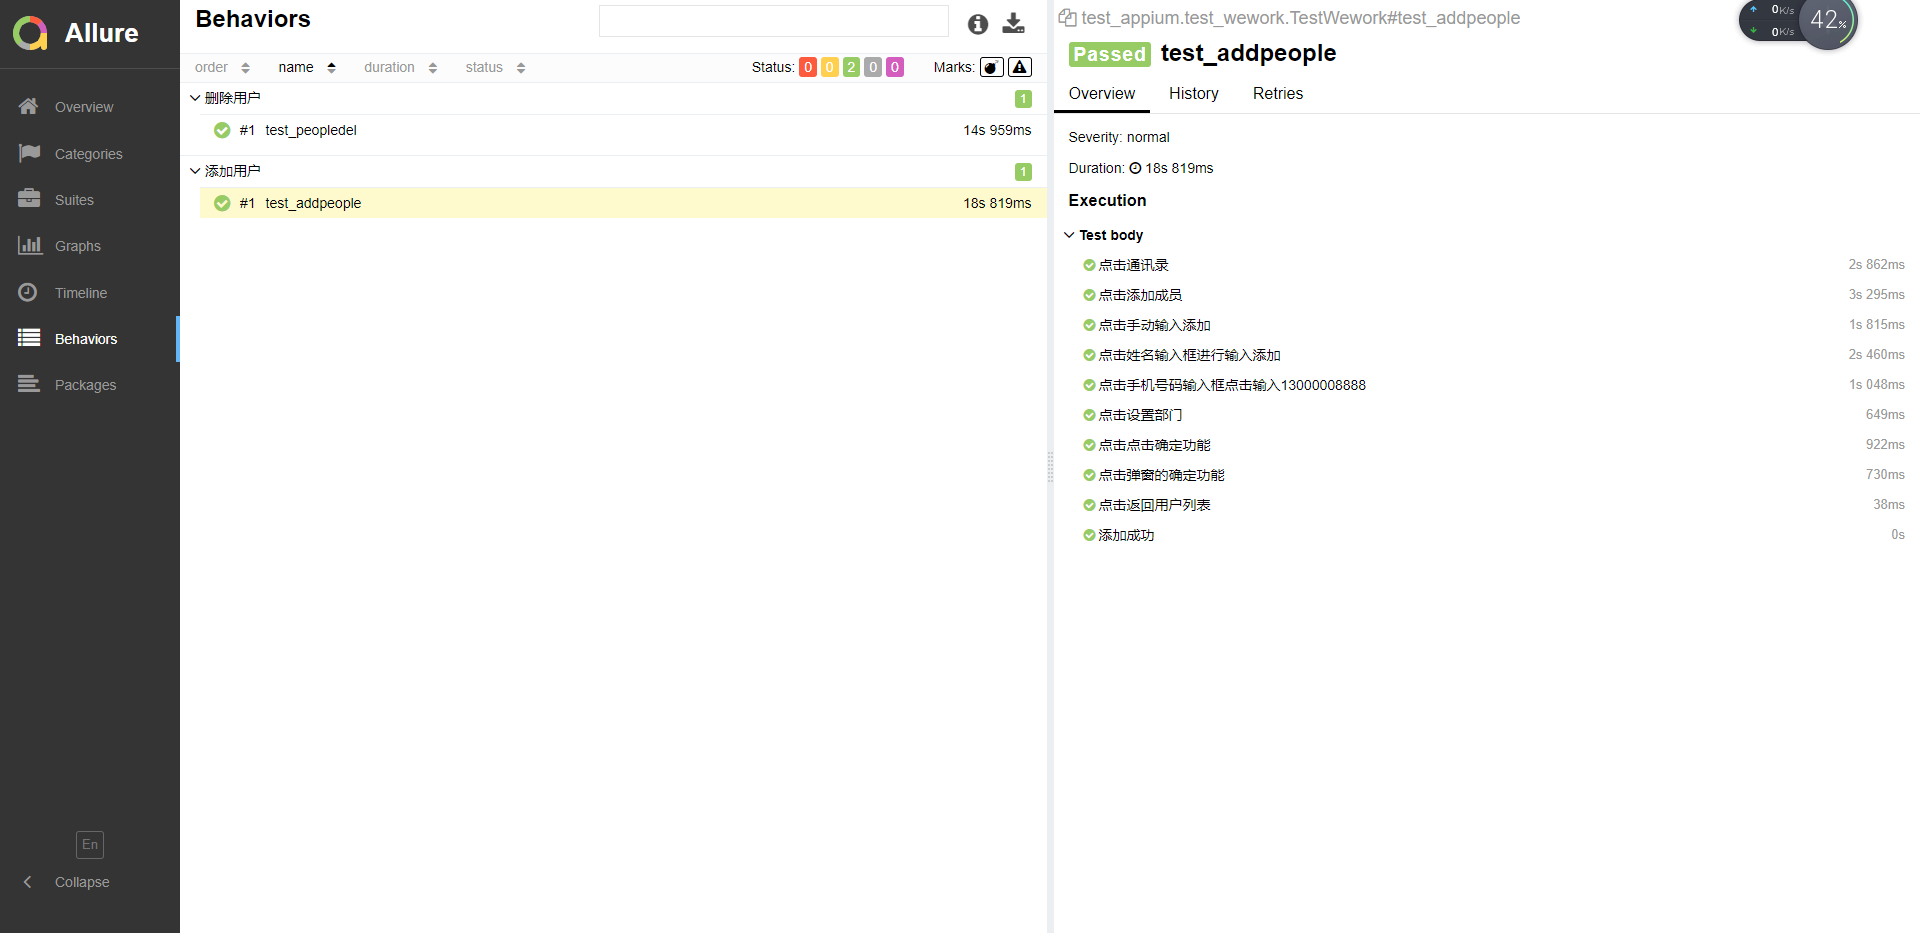 Allure
Overview
Categories
Suites
Graphs
Timeline
Behaviors
Packages
En
Collapse
Behaviors
order name duration status Status: 0 0 2 0 0 Marks:
删除用户 1
#1 test_peopledel 14s 959ms
添加用户 1
#1 test_addpeople 18s 819ms
test_appium.test_wework.TestWework#test_addpeople
Passed test_addpeople
Overview History Retries
Severity: normal
Duration: 18s 819ms
Execution
Test body
点击通讯录 2s 862ms
点击添加成员 3s 295ms
点击手动输入添加 1s 815ms
点击姓名输入框进行输入添加 2s 460ms
点击手机号码输入框点击输入13000008888 1s 048ms
点击设置部门 649ms
点击点击确定功能 922ms
点击弹窗的确定功能 730ms
点击返回用户列表 38ms
添加成功 0s
0K/s
0K/s
42%